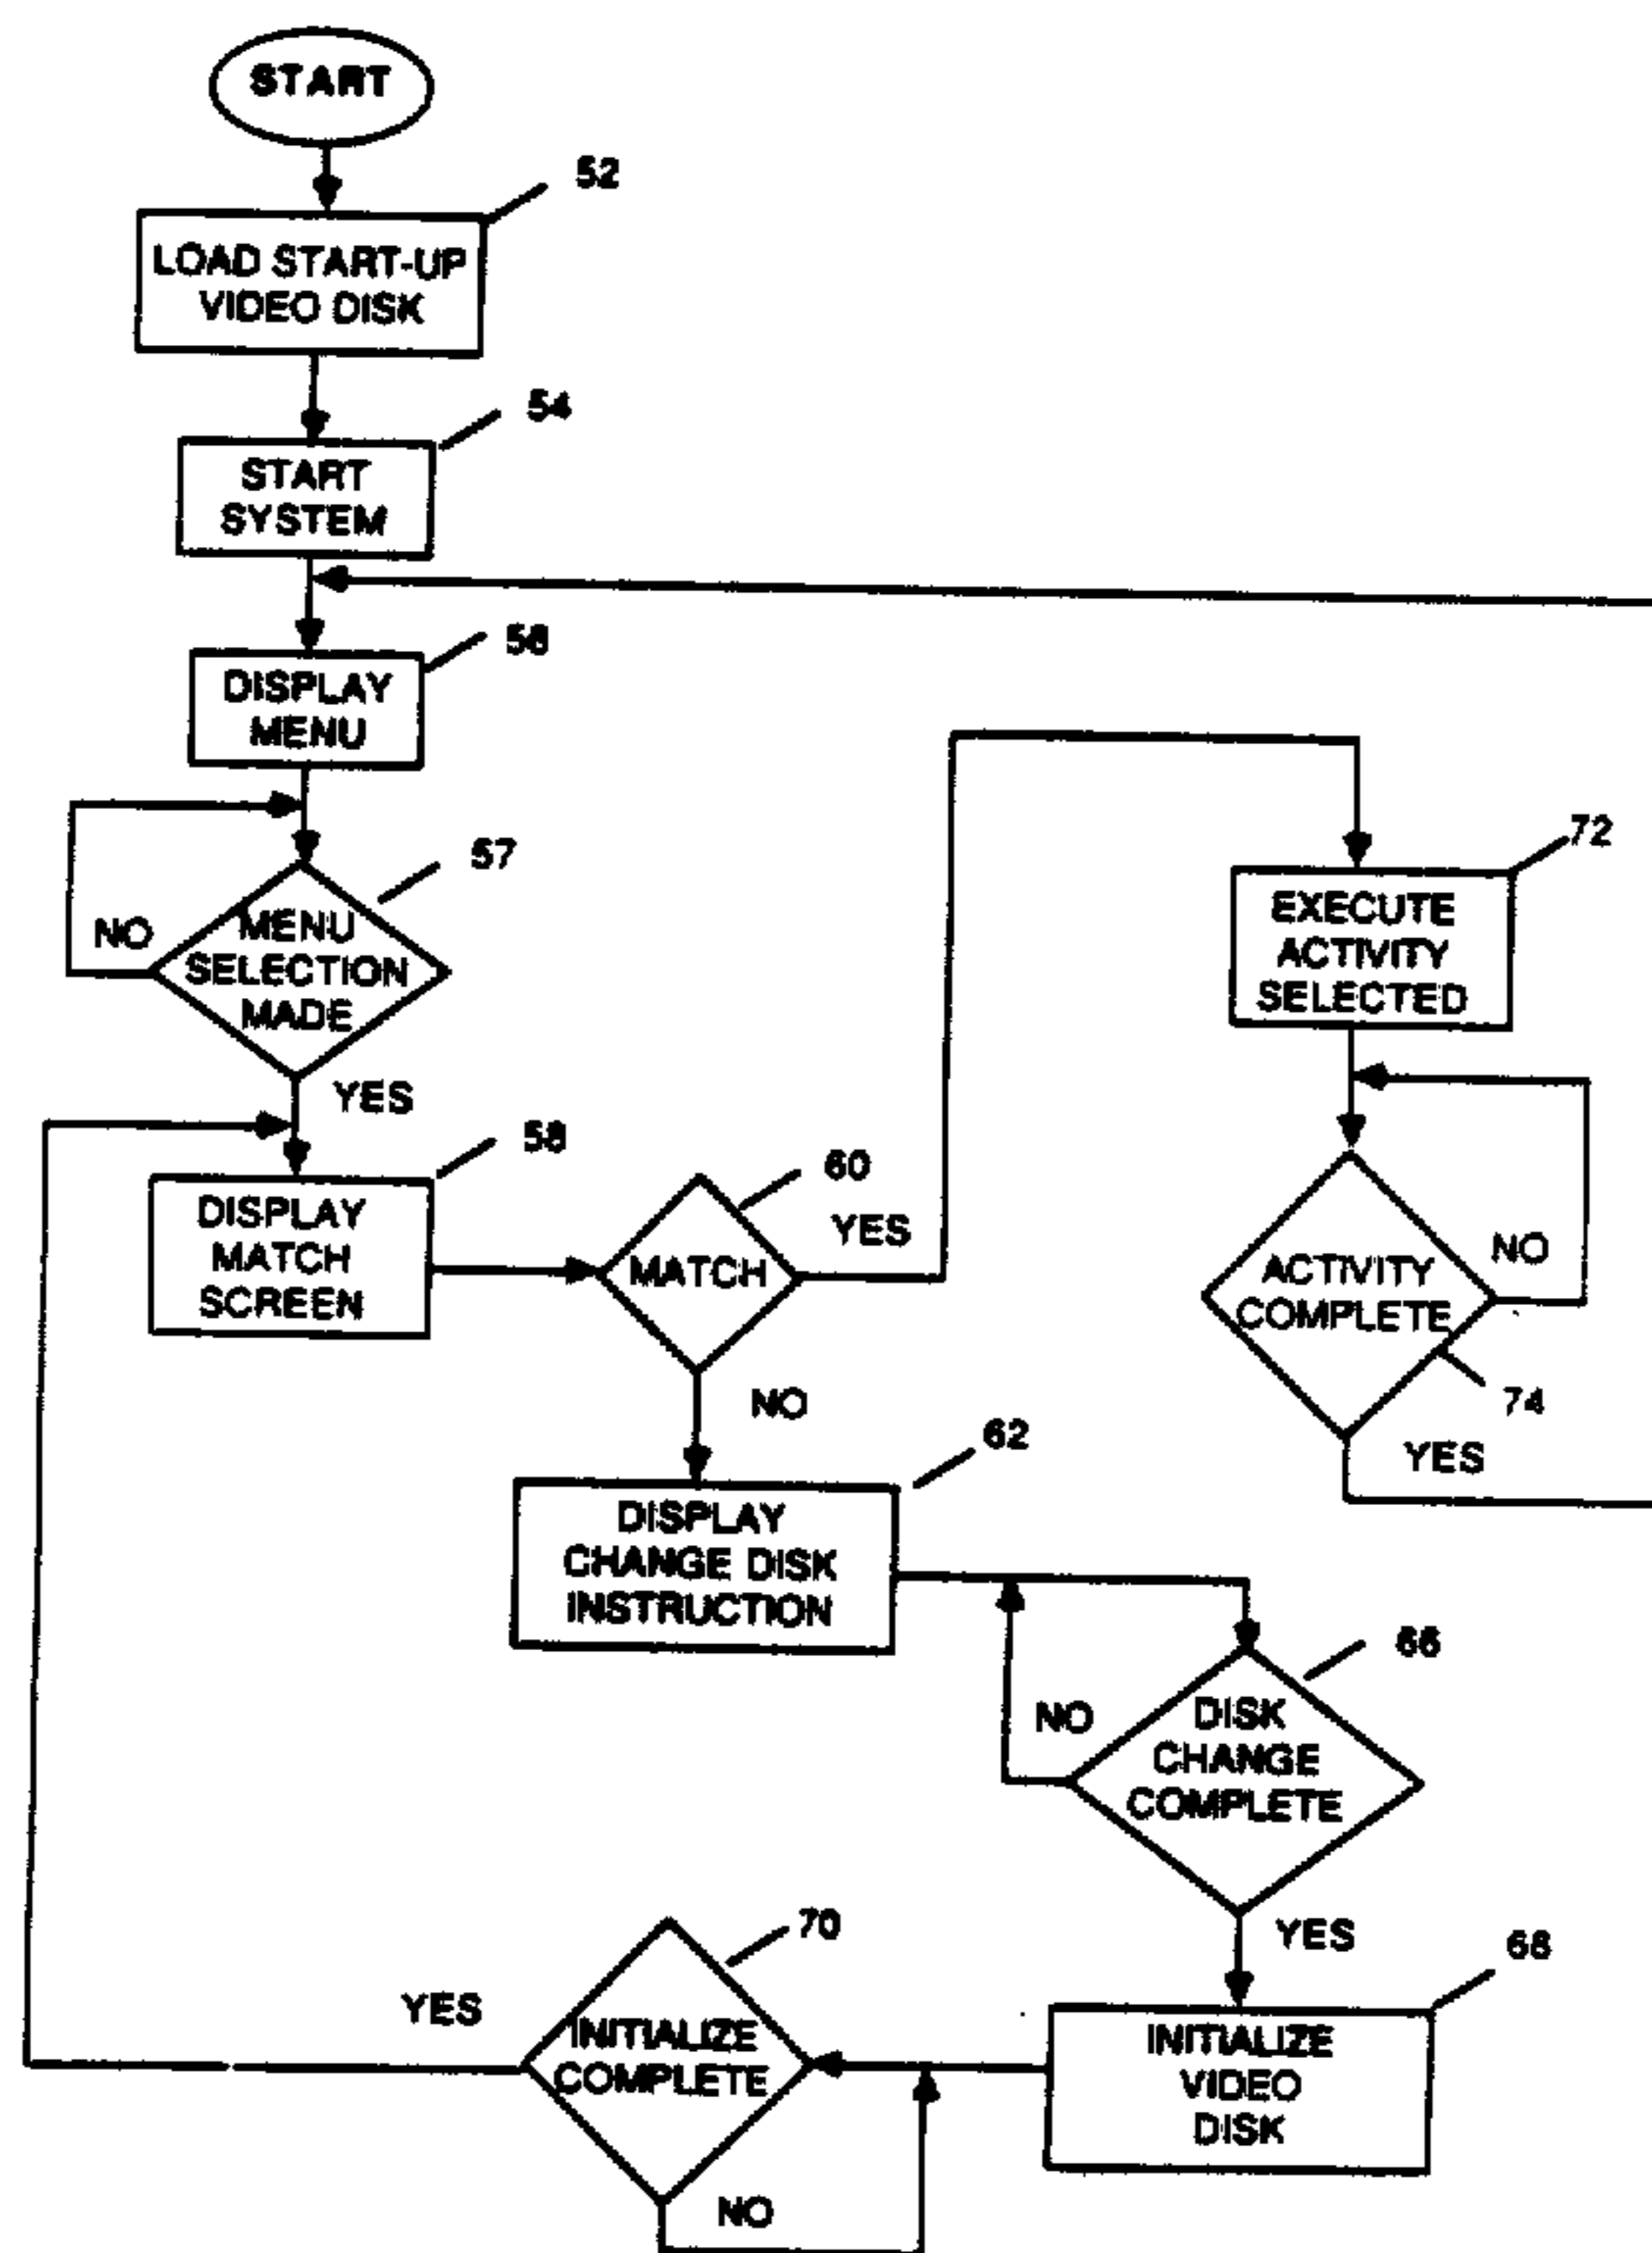 START
52
LOAD START-UP
VIDEO DISK
54
START
SYSTEM
56
DISPLAY
MENU
57
NO
MENU
SELECTION
MADE
YES
58
DISPLAY
MATCH
SCREEN
60
MATCH
YES
NO
72
EXECUTE
ACTIVITY
SELECTED
ACTIVITY
COMPLETE
NO
74
YES
62
DISPLAY
CHANGE DISK
INSTRUCTION
66
NO
DISK
CHANGE
COMPLETE
YES
68
INITIALIZE
VIDEO
DISK
70
YES
INITIALIZE
COMPLETE
NO